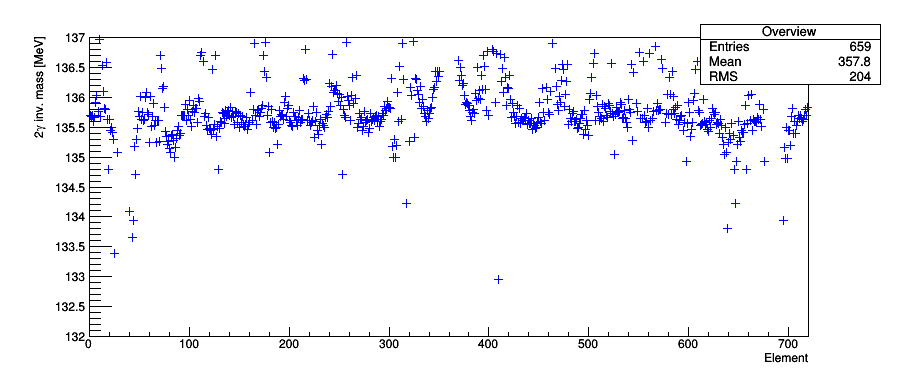 Overview
Entries 659
Mean 357.8
RMS 204
2γ inv. mass [MeV]
137
136.5
136
135.5
135
134.5
134
133.5
133
132.5
132
0 100 200 300 400 500 600 700
Element